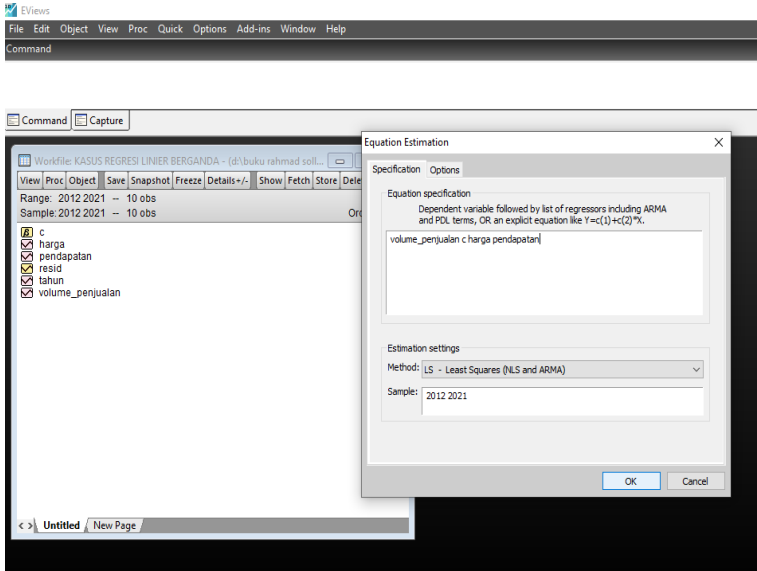 EViews
File Edit Object View Proc Quick Options Add-ins Window Help
Command
Command Capture
Workfile: KASUS REGRESI LINIER BERGANDA - (d:\buku rahmad soll...
View Proc Object Save Snapshot Freeze Details+/- Show Fetch Store Dele
Range: 2012 2021 -- 10 obs
Sample: 2012 2021 -- 10 obs Ord
c
harga
pendapatan
resid
tahun
volume_penjualan
Untitled New Page
Equation Estimation
Specification Options
Equation specification
Dependent variable followed by list of regressors including ARMA
and PDL terms, OR an explicit equation like Y=c(1)+c(2)*X.
volume_penjualan c harga pendapatan
Estimation settings
Method: LS - Least Squares (NLS and ARMA)
Sample: 2012 2021
OK Cancel